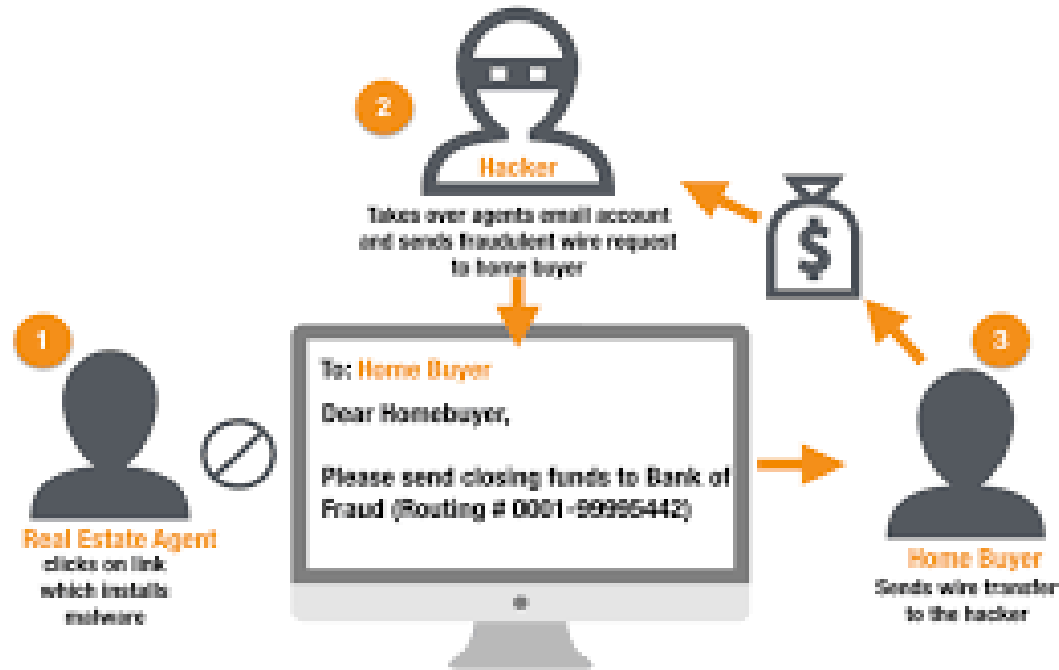 2
Hacker
Takes over agents email account
and sends fraudulent wire request
to home buyer
$
1
Real Estate Agent
clicks on link
which installs
malware
To: Home Buyer
Dear Homebuyer,
Please send closing funds to Bank of
Fraud (Routing # 0001-99995442)
3
Home Buyer
Sends wire transfer
to the hacker